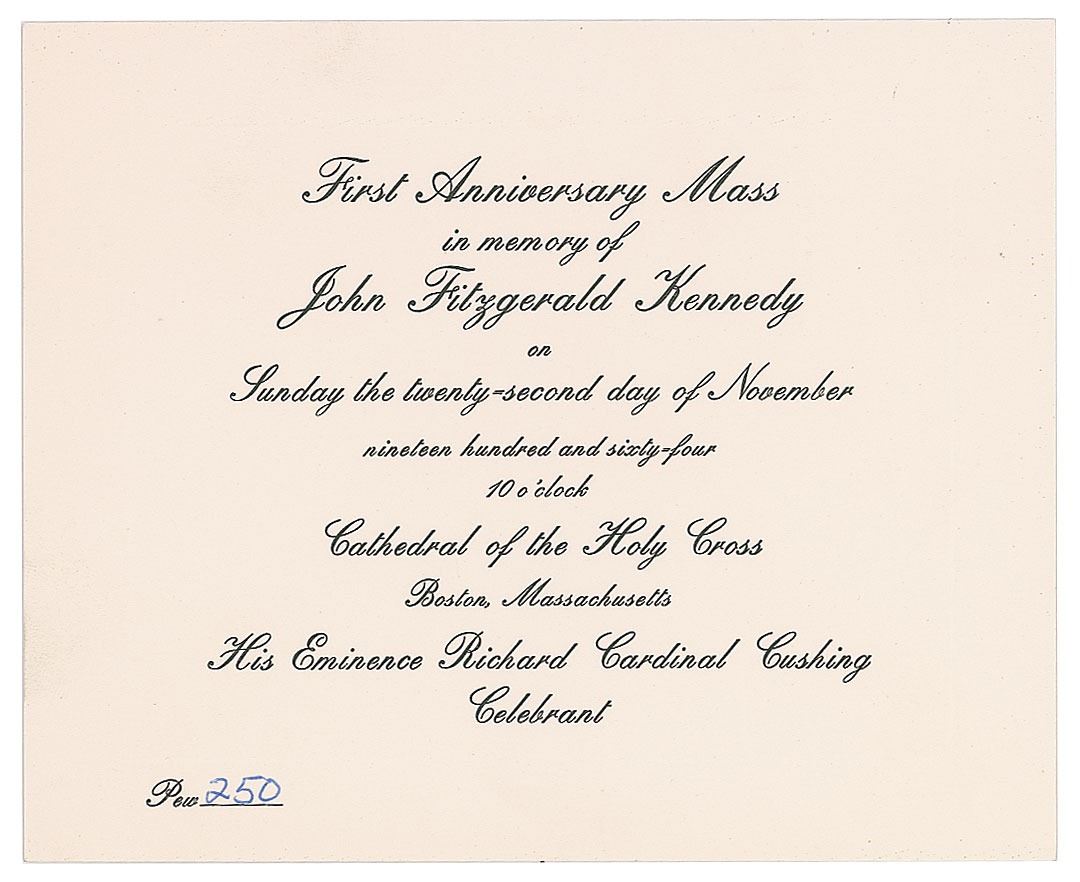 First Anniversary Mass
in memory of
John Fitzgerald Kennedy
on
Sunday the twenty-second day of November
nineteen hundred and sixty-four
10 o'clock
Cathedral of the Holy Cross
Boston, Massachusetts
His Eminence Richard Cardinal Cushing
Celebrant
Pew 250